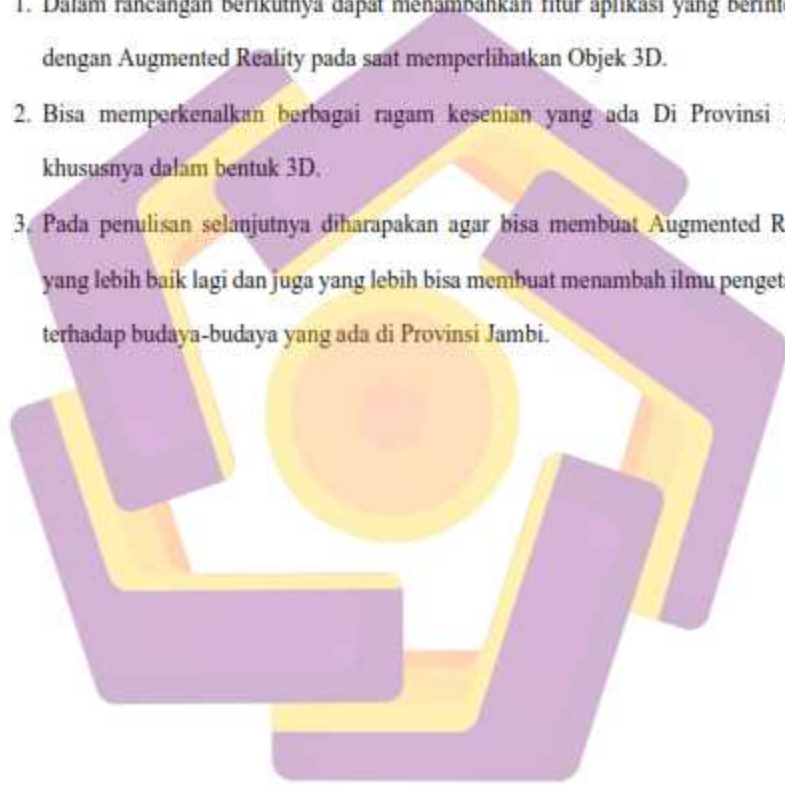 1. Dalam rancangan berikutnya dapat menambahkan fitur aplikasi yang
dengan Augmented Reality pada saat memperlihatkan Objek 3D.
2. Bisa memperkenalkan berbagai ragam kesenian yang ada Di Provinsi
khususnya dalam bentuk 3D.
3. Pada penulisan selanjutnya diharapakan agar bisa membuat Augmented R
yang lebih baik lagi dan juga yang lebih bisa membuat menambah ilmu penget
terhadap budaya-budaya yang ada di Provinsi Jambi.